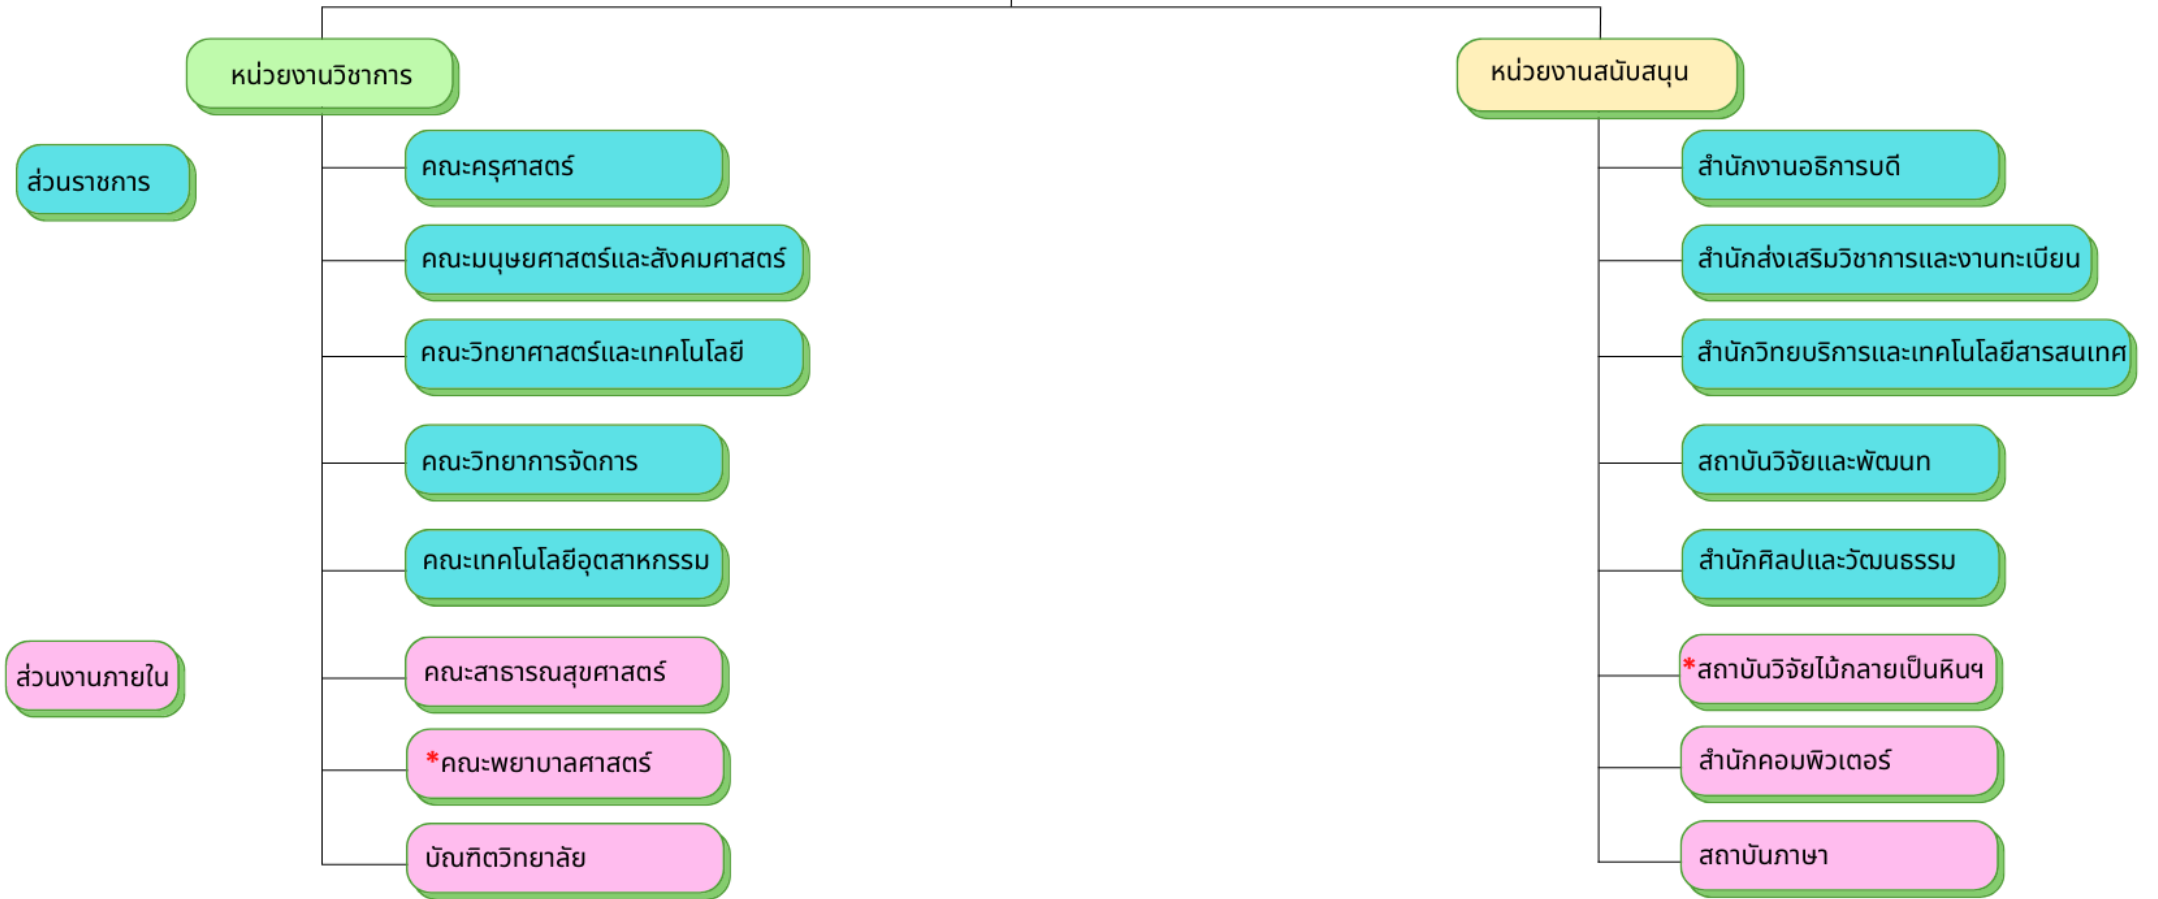 หน่วยงานวิชาการ
หน่วยงานสนับสนุน
ส่วนราชการ
คณะครุศาสตร์
คณะมนุษยศาสตร์และสังคมศาสตร์
คณะวิทยาศาสตร์และเทคโนโลยี
คณะวิทยาการจัดการ
คณะเทคโนโลยีอุตสาหกรรม
ส่วนงานภายใน
คณะสาธารณสุขศาสตร์
*คณะพยาบาลศาสตร์
บัณฑิตวิทยาลัย
สำนักงานอธิการบดี
สำนักส่งเสริมวิชาการและงานทะเบียน
สำนักวิทยบริการและเทคโนโลยีสารสนเทศ
สถาบันวิจัยและพัฒนท
สำนักศิลปและวัฒนธรรม
*สถาบันวิจัยไม้กลายเป็นหินฯ
สำนักคอมพิวเตอร์
สถาบันภาษา